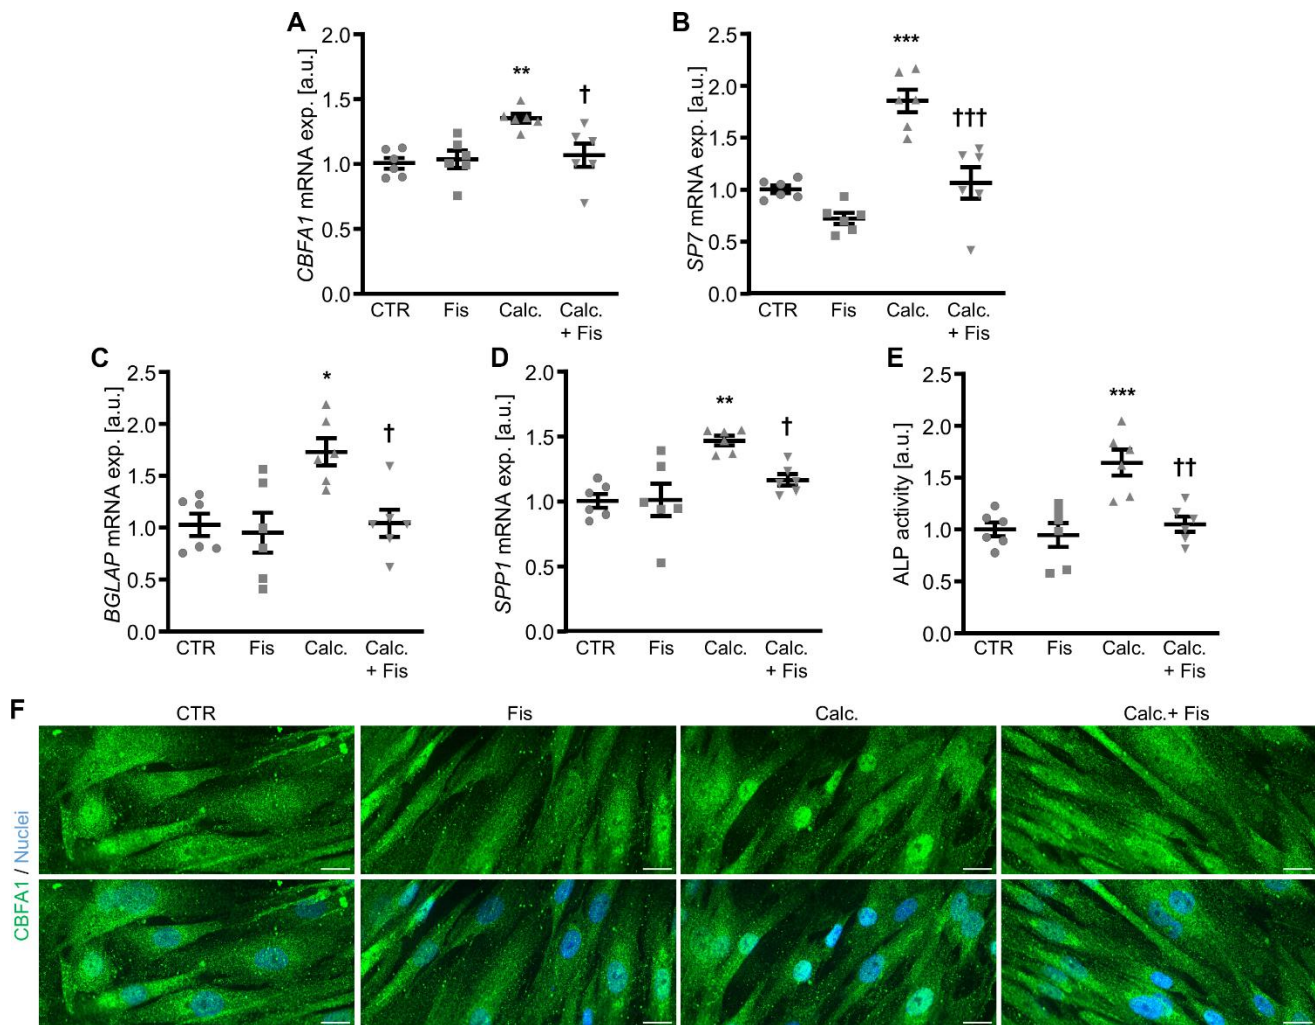 A
CBFA1 mRNA exp. [a.u.]
2.0
1.5
1.0
0.5
0.0
**
†
CTR Fis Calc. Calc.
+ Fis
B
SP7 mRNA exp. [a.u.]
2.5
2.0
1.5
1.0
0.5
0.0
***
†††
CTR Fis Calc. Calc.
+ Fis
C
BGLAP mRNA exp. [a.u.]
2.5
2.0
1.5
1.0
0.5
0.0
*
†
CTR Fis Calc. Calc.
+ Fis
D
SPP1 mRNA exp. [a.u.]
2.0
1.5
1.0
0.5
0.0
**
†
CTR Fis Calc. Calc.
+ Fis
E
ALP activity [a.u.]
2.5
2.0
1.5
1.0
0.5
0.0
***
††
CTR Fis Calc. Calc.
+ Fis
F
CTR Fis Calc. Calc.+ Fis
CBFA1 / Nuclei